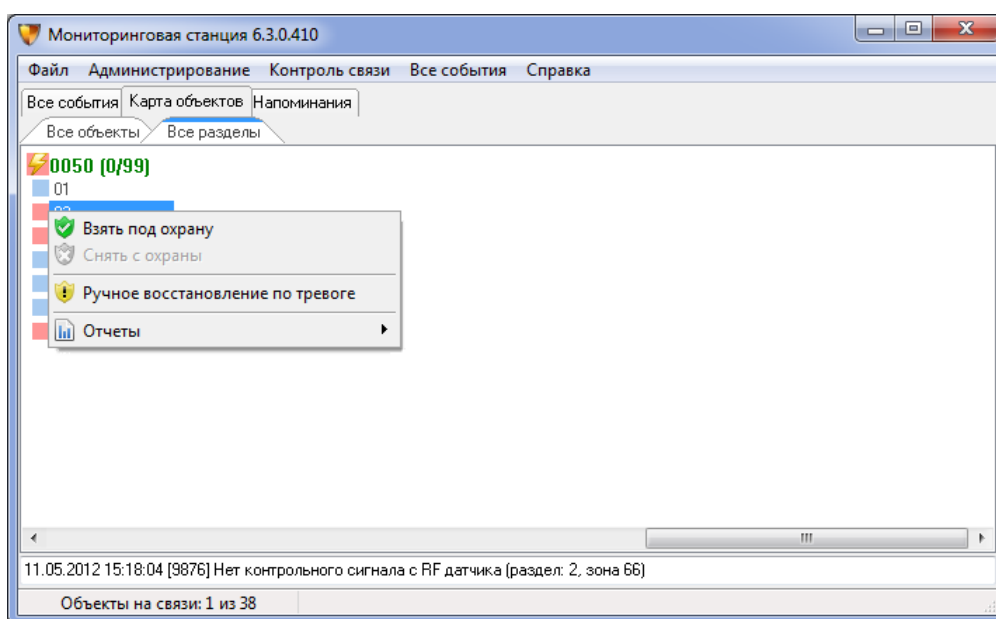 Мониторинговая станция 6.3.0.410
Файл Администрирование Контроль связи Все события Справка
Все события Карта объектов Напоминания
Все объекты Все разделы
0050 (0/99)
01
Взять под охрану
Снять с охраны
Ручное восстановление по тревоге
Отчеты
11.05.2012 15:18:04 [9876] Нет контрольного сигнала с RF датчика (раздел: 2, зона 66)
Объекты на связи: 1 из 38